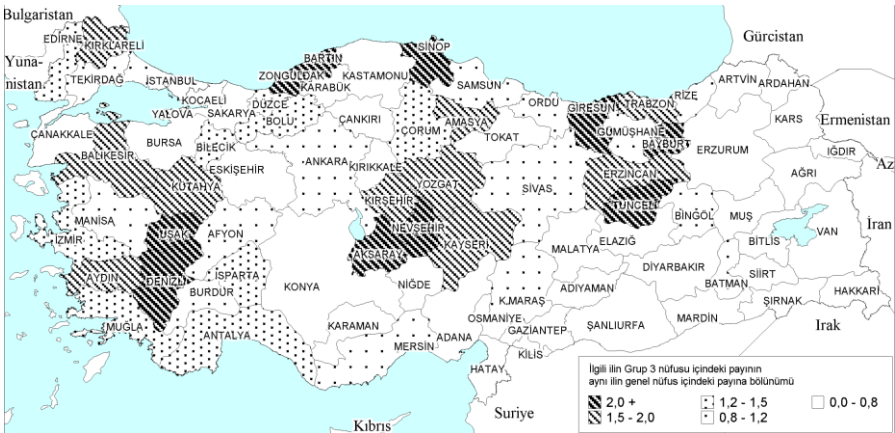 Bulgaristan
EDİRNE
KIRKLARELİ
Yuna-
nistan
TEKİRDAĞ
İSTANBUL
KOCAELİ
YALOVA
SAKARYA
DÜZCE
BOLU
ZONGULDAK
BARTIN
KARABÜK
KASTAMONU
SİNOP
SAMSUN
Gürcistan
ARTVİN
ARDAHAN
ORDU
GİRESUN
TRABZON
RİZE
KARS
Ermenistan
ÇANAKKALE
BURSA
BİLECİK
ÇANKIRI
ÇORUM
AMASYA
TOKAT
GÜMÜŞHANE
BAYBURT
ERZURUM
IĞDIR
Az
BALIKESİR
KÜTAHYA
ESKİŞEHİR
ANKARA
KIRIKKALE
YOZGAT
SİVAS
ERZİNCAN
TUNCELİ
AĞRI
İran
MANİSA
UŞAK
AFYON
KIRŞEHİR
NEVŞEHİR
KAYSERİ
MALATYA
ELAZIĞ
BİNGÖL
MUŞ
BİTLİS
VAN
İZMİR
AYDIN
DENİZLİ
ISPARTA
BURDUR
KONYA
AKSARAY
NİĞDE
K.MARAŞ
ADIYAMAN
DİYARBAKIR
BATMAN
SİİRT
ŞIRNAK
HAKKARİ
MUĞLA
ANTALYA
KARAMAN
MERSİN
ADANA
OSMANİYE
GAZİANTEP
KİLİS
ŞANLIURFA
MARDİN
HATAY
Irak
Suriye
Kıbrıs
İlgili ilin Grup 3 nüfusu içindeki payının
aynı ilin genel nüfus içindeki payına bölünümü
2,0 +
1,2 - 1,5
0,0 - 0,8
1,5 - 2,0
0,8 - 1,2